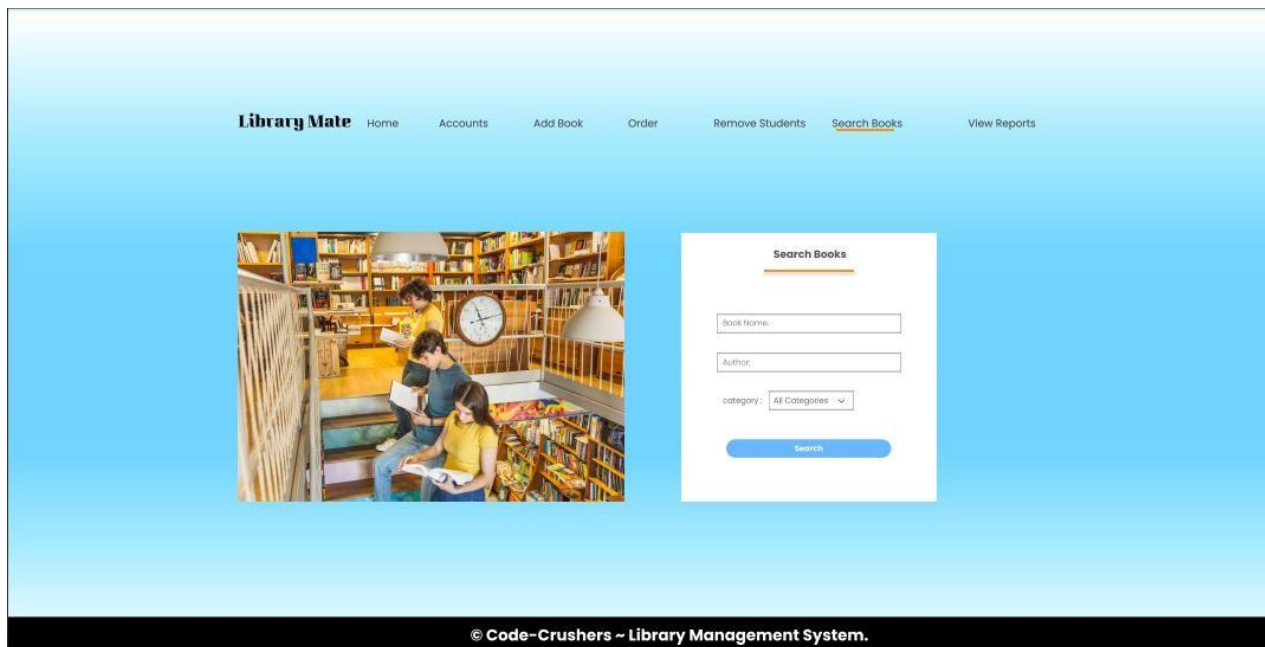 Library Mate Home Accounts Add Book Order Remove Students Search Books View Reports
Search Books
Book Name:
Author:
category : All Categories
Search
© Code-Crushers ~ Library Management System.